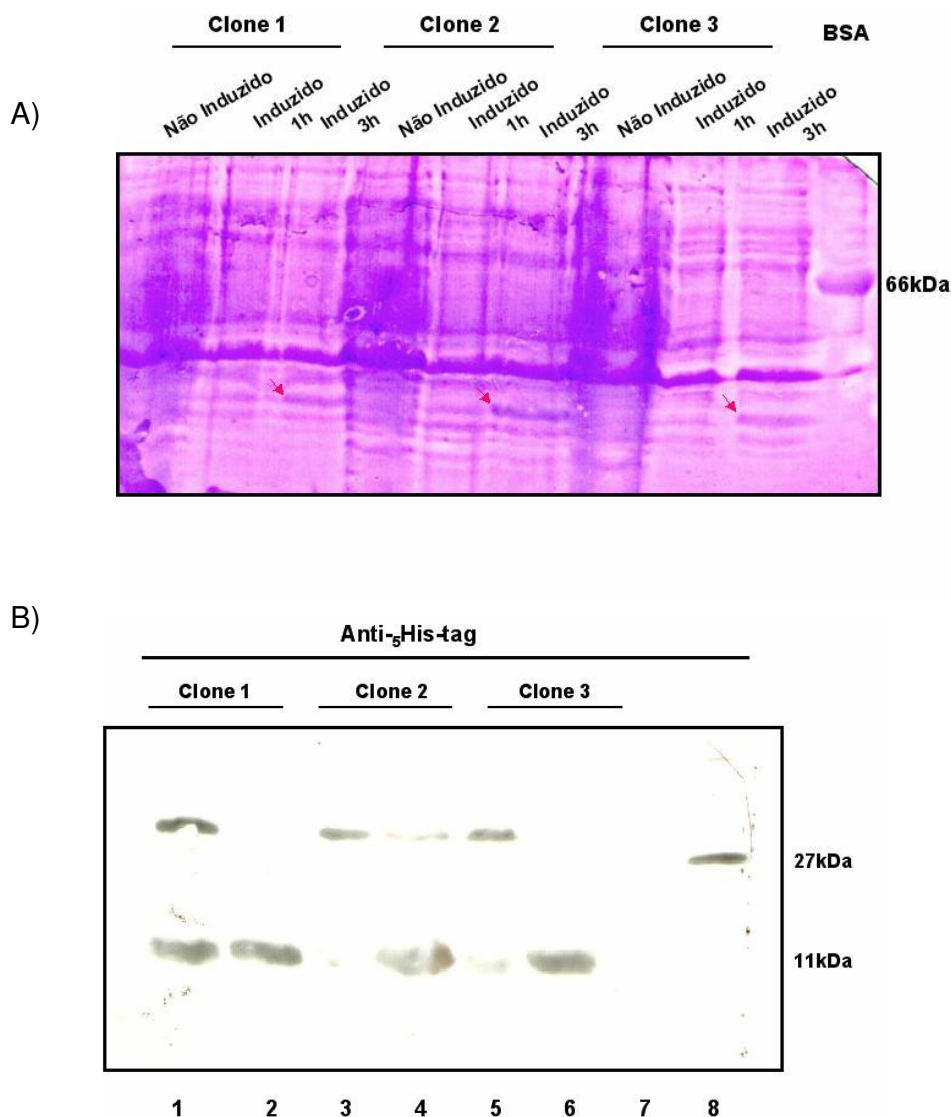 Clone 1 Clone 2 Clone 3 BSA
A)
Não Induzido Induzido 1h Induzido 3h Não Induzido Induzido 1h Induzido 3h Não Induzido Induzido 1h Induzido 3h
66kDa
B)
Anti-₅His-tag
Clone 1 Clone 2 Clone 3
27kDa
11kDa
1 2 3 4 5 6 7 8